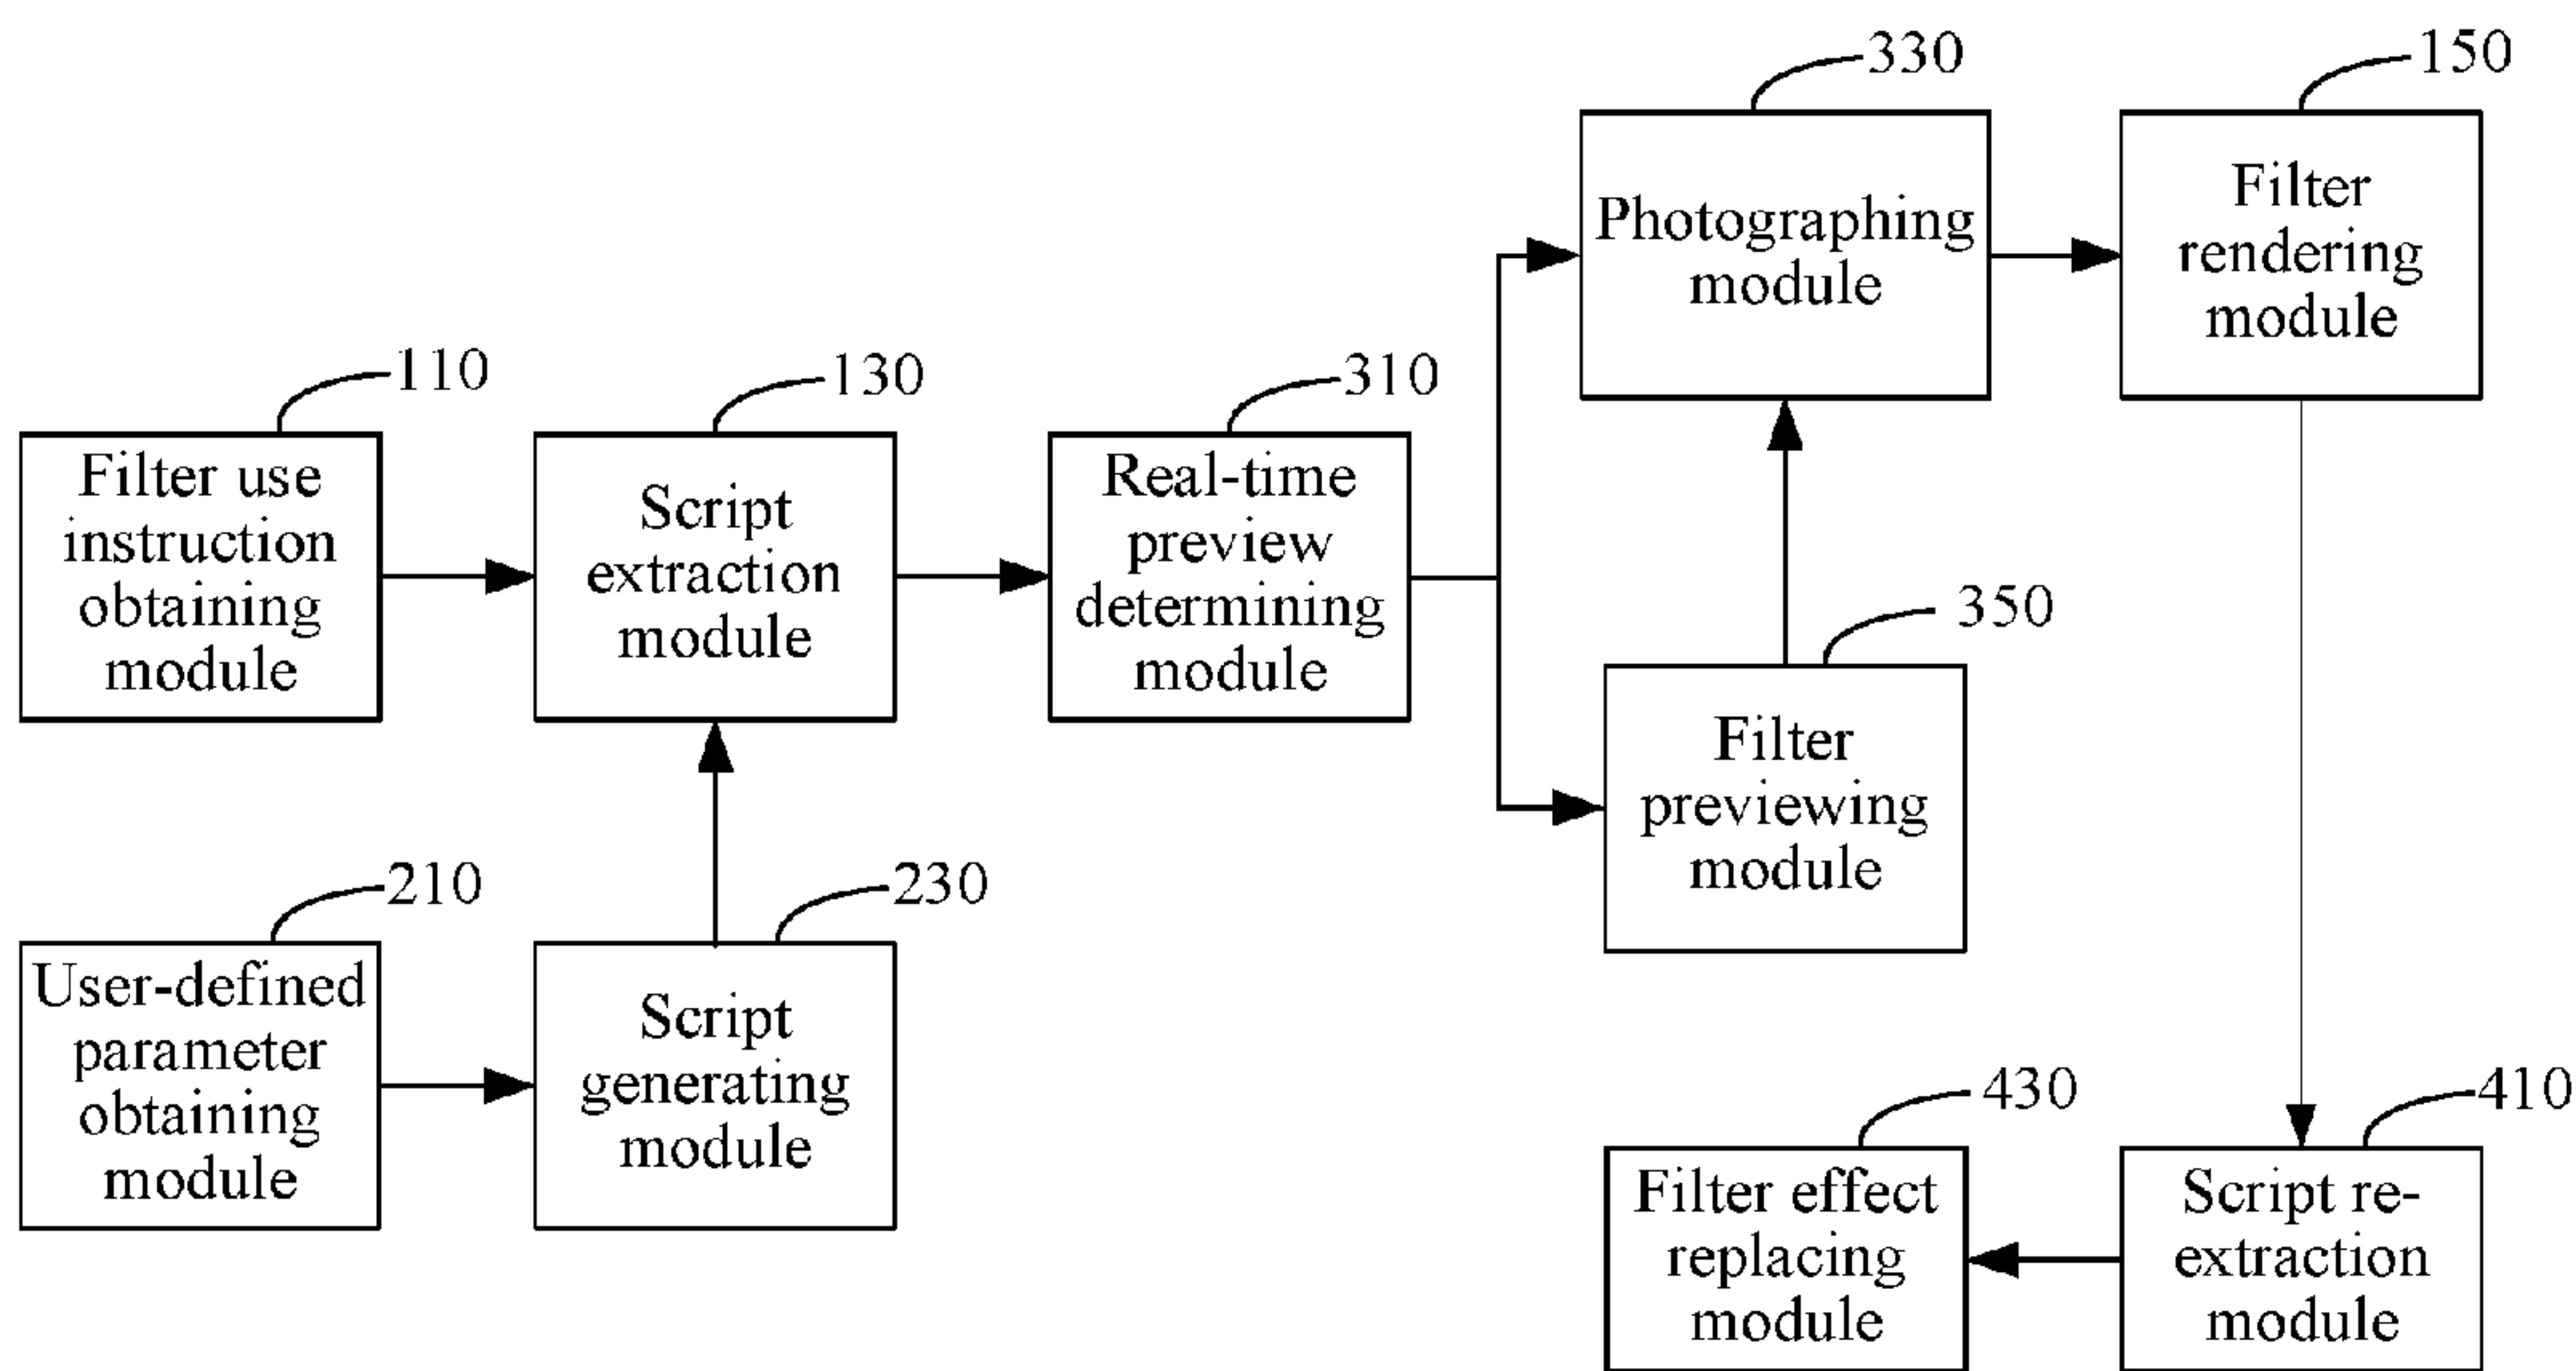 330
150
Photographing
module
Filter
rendering
module
110
130
310
Filter use
instruction
obtaining
module
Script
extraction
module
Real-time
preview
determining
module
350
Filter
previewing
module
210
230
User-defined
parameter
obtaining
module
Script
generating
module
430
410
Filter effect
replacing
module
Script re-
extraction
module